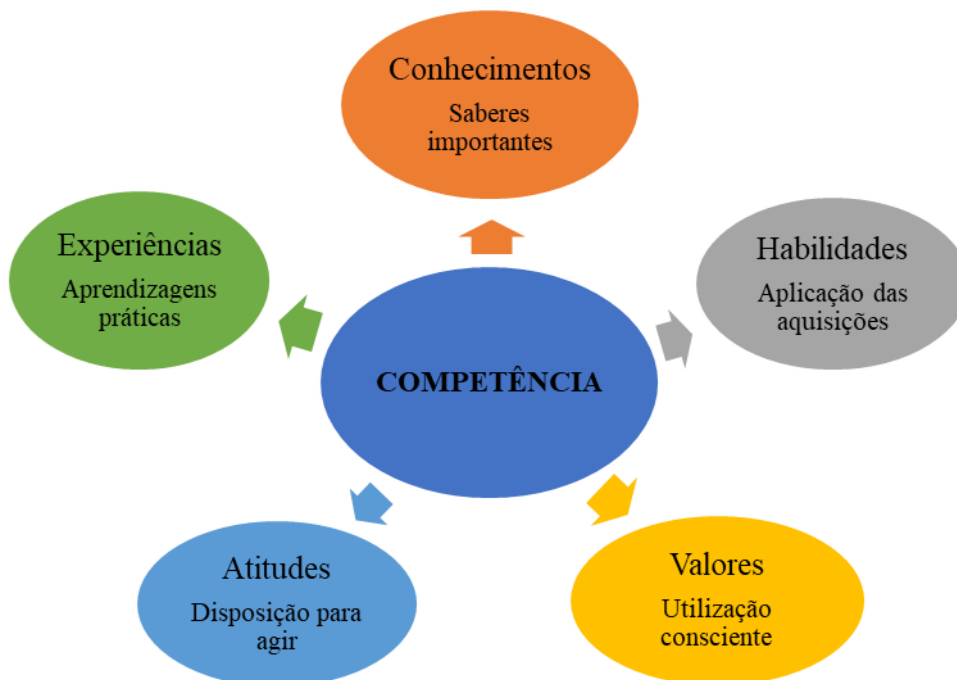 Conhecimentos
Saberes
importantes
Experiências
Aprendizagens
práticas
Habilidades
Aplicação das
aquisições
COMPETÊNCIA
Atitudes
Disposição para
agir
Valores
Utilização
consciente